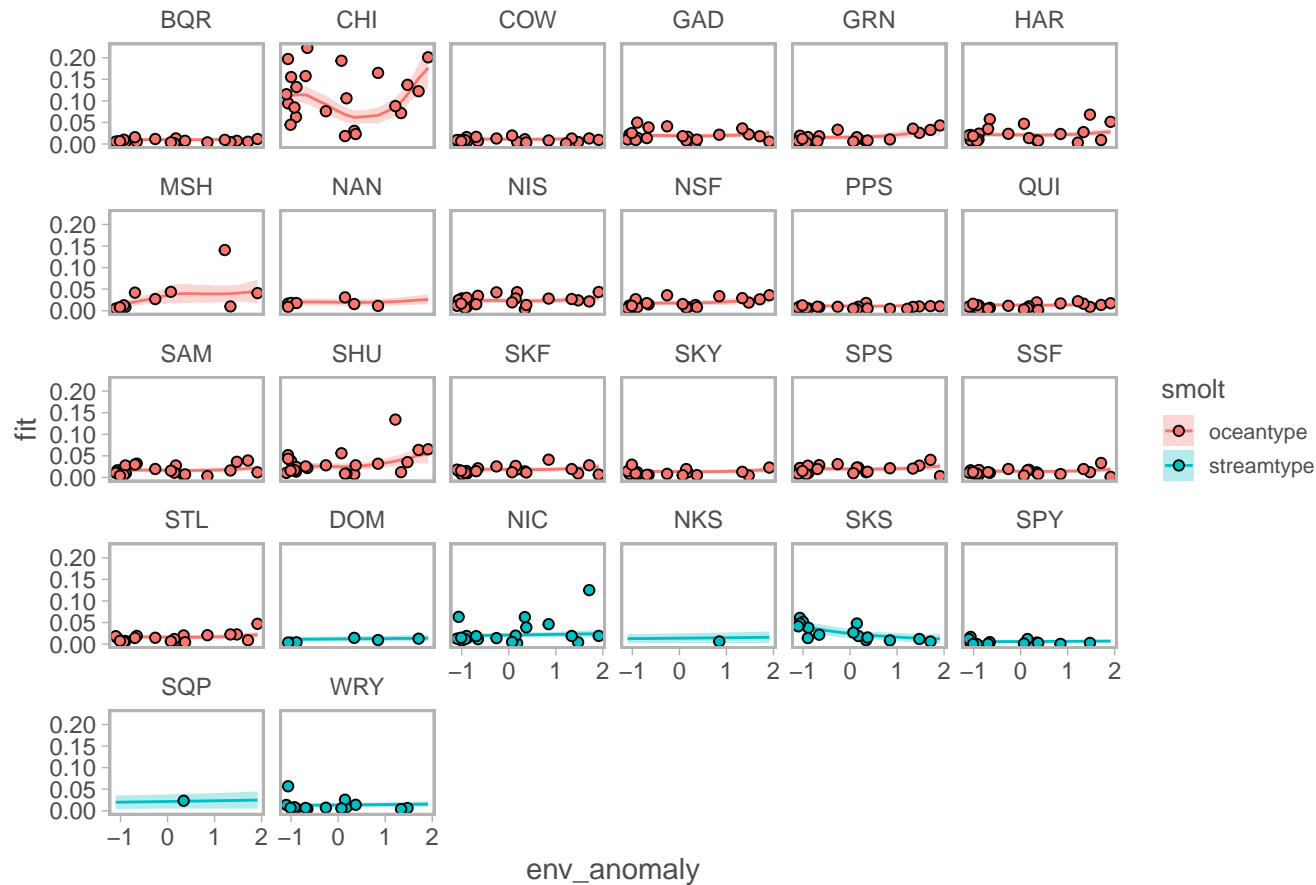 BQR CHI COW GAD GRN HAR
0.20
0.15
0.10
0.05
0.00
MSH NAN NIS NSF PPS QUI
0.20
0.15
0.10
0.05
0.00
SAM SHU SKF SKY SPS SSF
0.20
0.15
0.10
0.05
0.00
fit
smolt
oceantype
streamtype
STL DOM NIC NKS SKS SPY
0.20
0.15
0.10
0.05
0.00
−1 0 1 2 −1 0 1 2 −1 0 1 2 −1 0 1 2
SQP WRY
0.20
0.15
0.10
0.05
0.00
−1 0 1 2 −1 0 1 2
env_anomaly